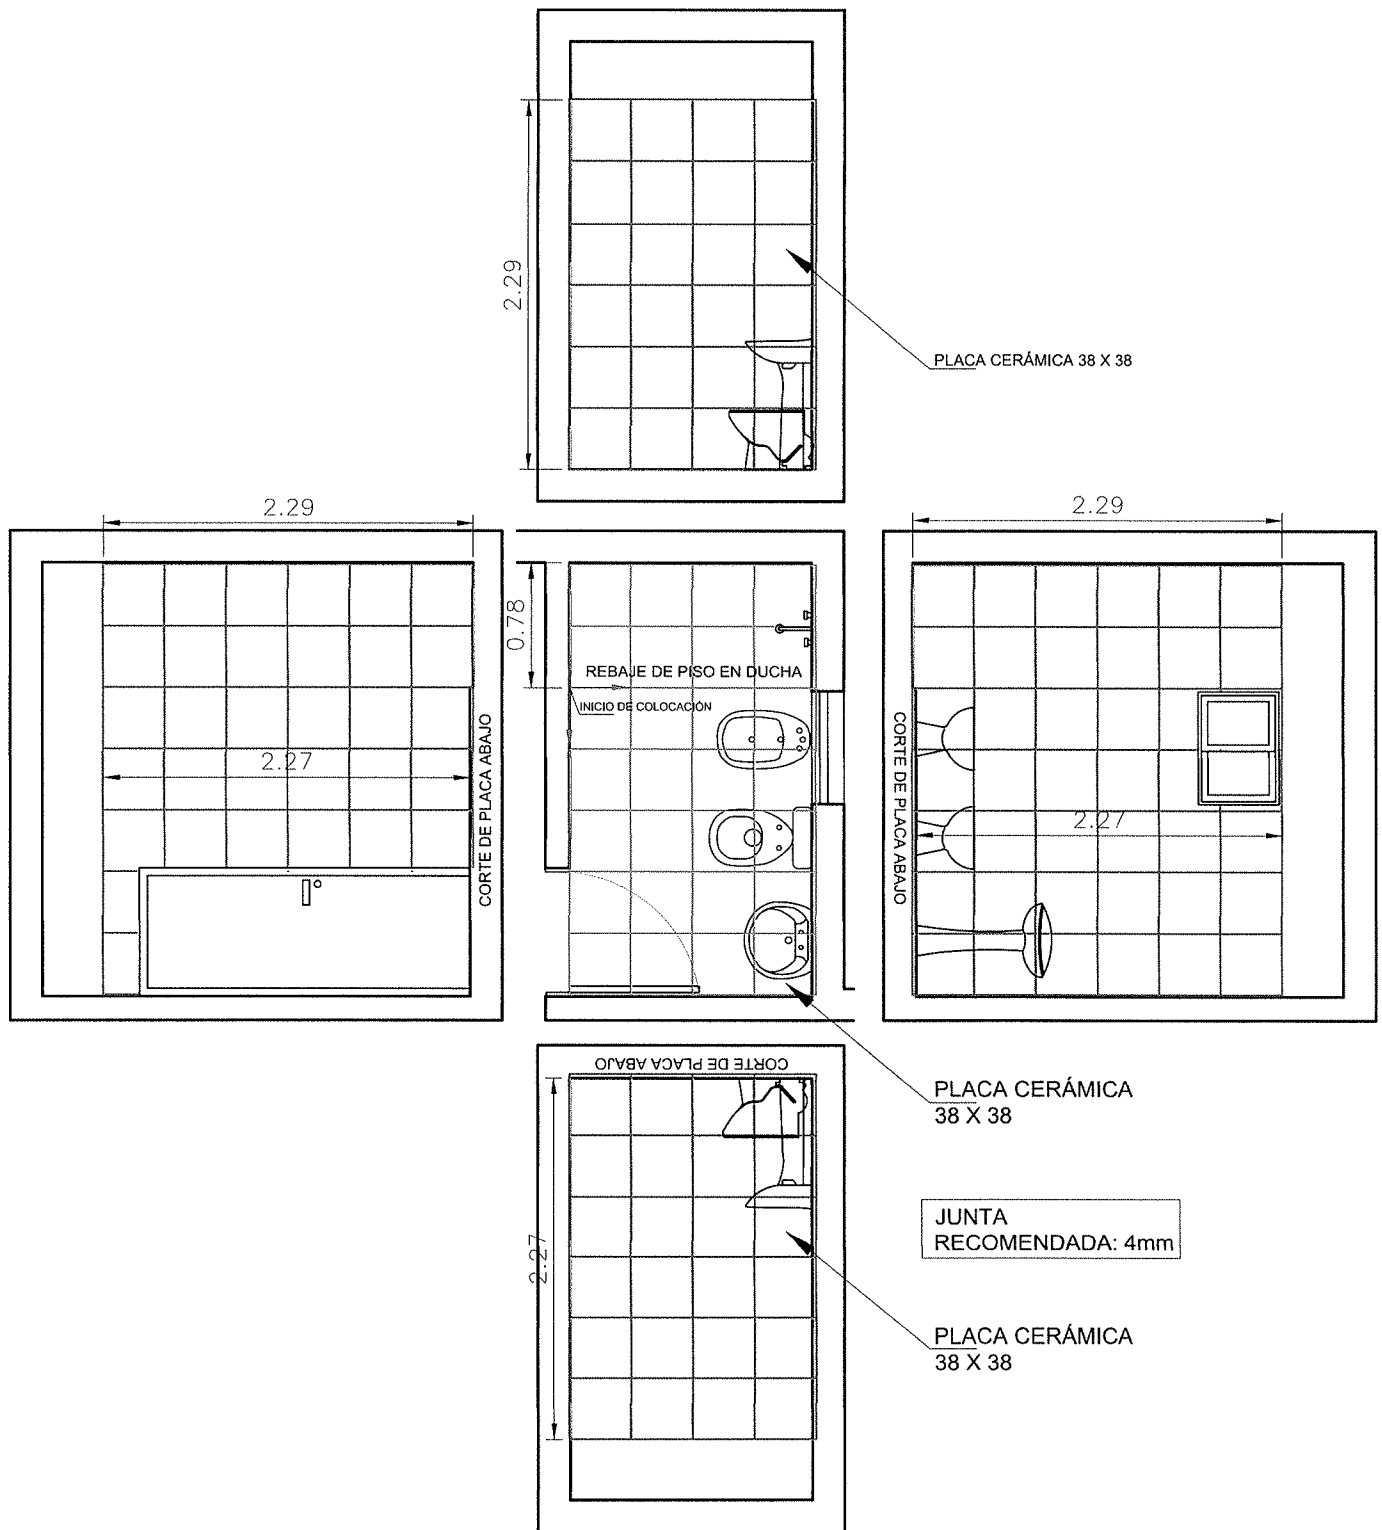 2.29
PLACA CERÁMICA 38 X 38
2.29
2.29
0.78
REBAJE DE PISO EN DUCHA
INICIO DE COLOCACIÓN
CORTE DE PLACA ABAJO
2.27
CORTE DE PLACA ABAJO
2.27
CORTE DE PLACA ABAJO
PLACA CERÁMICA
38 X 38
2.27
JUNTA
RECOMENDADA: 4mm
PLACA CERÁMICA
38 X 38